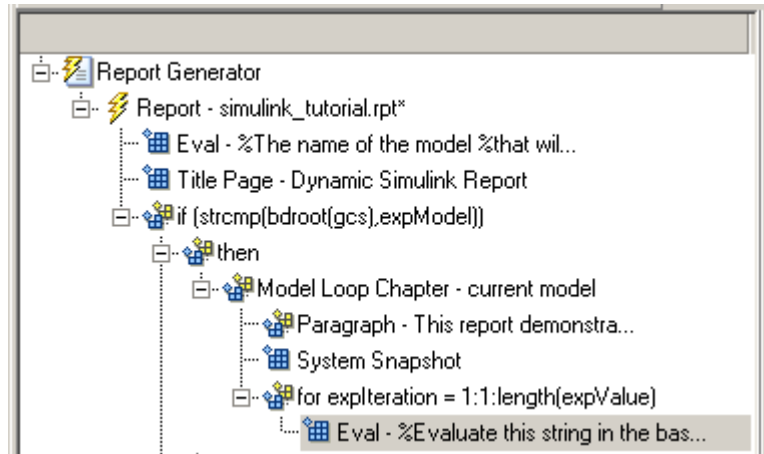 Report Generator
Report - simulink_tutorial.rpt*
Eval - %The name of the model %that wil...
Title Page - Dynamic Simulink Report
if (strcmp(bdroot(gcs),expModel))
then
Model Loop Chapter - current model
Paragraph - This report demonstra...
System Snapshot
for expIteration = 1:1:length(expValue)
Eval - %Evaluate this string in the bas...